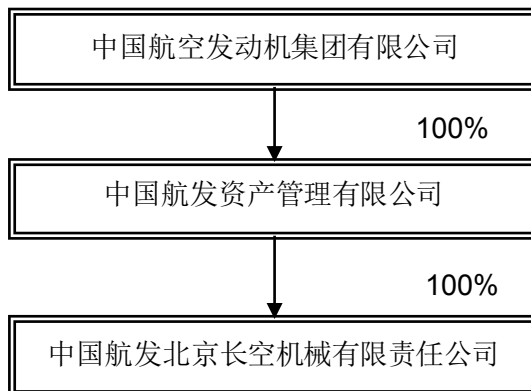 中国航空发动机集团有限公司
100%
中国航发资产管理有限公司
100%
中国航发北京长空机械有限责任公司